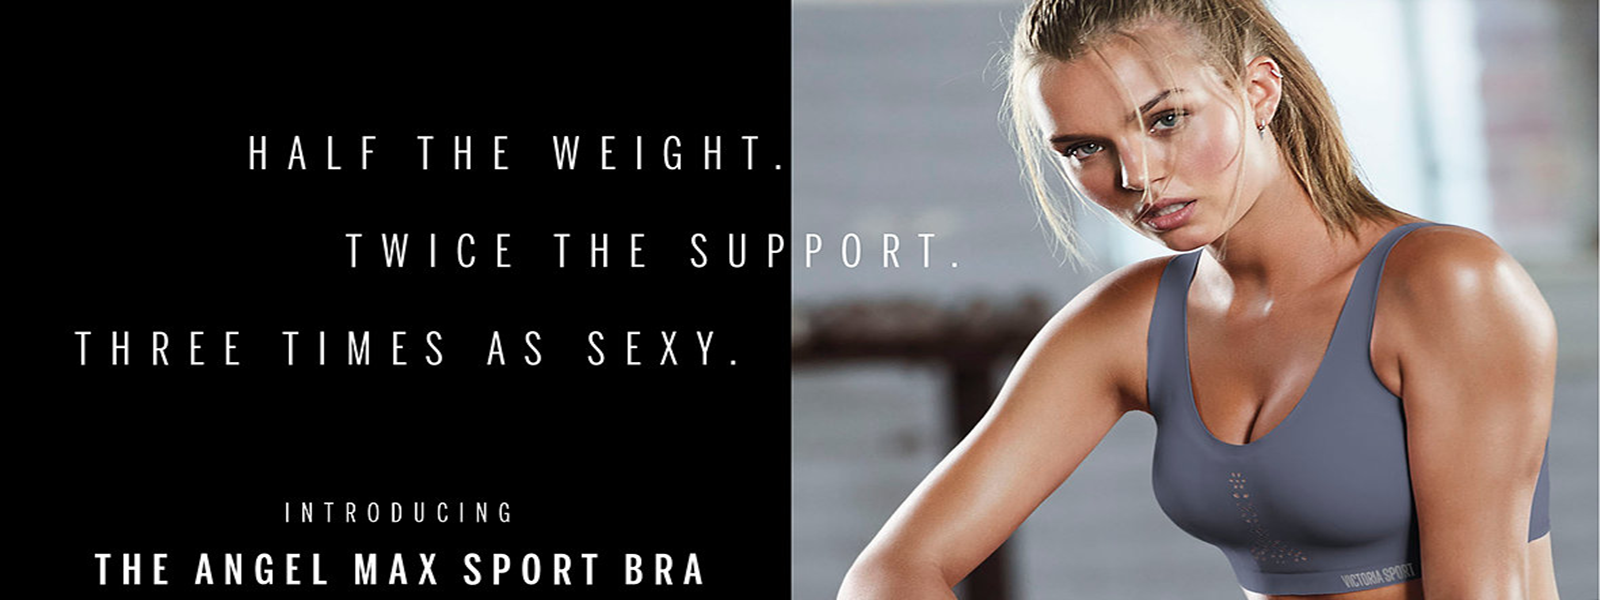 HALF THE WEIGHT.
TWICE THE SUPPORT.
THREE TIMES AS SEXY.
INTRODUCING
THE ANGEL MAX SPORT BRA
VICTORIA SPORT